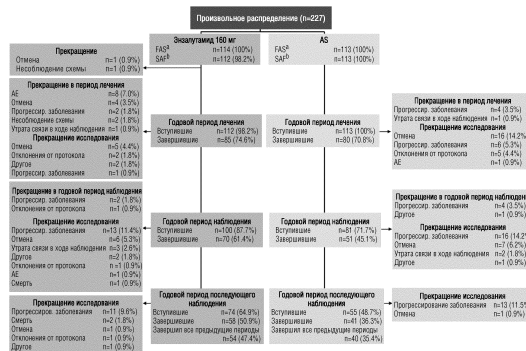 Произвольное распределение (n=227)
Энзалутамид 160 мг
FASᵃ n=114 (100%)
SAFᵇ n=112 (98.2%)
AS
FASᵃ n=113 (100%)
SAFᵇ n=113 (100%)
Прекращение
Отмена n=1 (0.9%)
Несоблюдение схемы n=1 (0.9%)
Прекращение в период лечения
АЕ n=8 (7.0%)
Отмена n=4 (3.5%)
Прогрессир. заболевания n=2 (1.8%)
Несоблюдение схемы n=2 (1.8%)
Утрата связи в ходе наблюдения n=1 (0.9%)
Прекращение исследования
Отмена n=5 (4.4%)
Отклонения от протокола n=2 (1.8%)
Другое n=2 (1.8%)
Прогрессир. заболевания n=1 (0.9%)
Годовой период лечения
Вступившие n=112 (98.2%)
Завершившие n=85 (74.6%)
Годовой период лечения
Вступившие n=113 (100%)
Завершившие n=80 (70.8%)
Прекращение в период лечения
Прогрессир. заболевания n=4 (3.5%)
Утрата связи в ходе наблюдения n=1 (0.9%)
Прекращение исследования
Отмена n=16 (14.2%)
Прогрессир. заболевания n=6 (5.3%)
Отклонения от протокола n=5 (4.4%)
АЕ n=1 (0.9%)
Прекращение в годовой период наблюдения
Прогрессир. заболевания n=2 (1.8%)
Отклонения от протокола n=1 (0.9%)
Прекращение исследования
Прогрессир. заболевания n=13 (11.4%)
Отмена n=6 (5.3%)
Утрата связи в ходе наблюдения n=3 (2.6%)
Другое n=2 (1.8%)
Отклонения от протокола n=1 (0.9%)
АЕ n=1 (0.9%)
Смерть n=1 (0.9%)
Годовой период наблюдения
Вступившие n=100 (87.7%)
Завершившие n=70 (61.4%)
Годовой период наблюдения
Вступившие n=81 (71.7%)
Завершившие n=51 (45.1%)
Прекращение в годовой период наблюдения
Прогрессир. заболевания n=4 (3.5%)
Другое n=1 (0.9%)
Прекращение исследования
Прогрессир. заболевания n=16 (14.2%)
Отмена n=7 (6.2%)
Утрата связи в ходе наблюдения n=2 (1.8%)
Другое n=1 (0.9%)
Отклонения от протокола n=1 (0.9%)
Прекращение исследования
Прогрессиров. заболевания n=11 (9.6%)
Смерть n=2 (1.8%)
Отмена n=1 (0.9%)
Отклонения от протокола n=1 (0.9%)
Другое n=1 (0.9%)
Годовой период последующего
наблюдения
Вступившие n=74 (64.9%)
Завершившие n=58 (50.9%)
Завершил все предыдущие периоды
n=54 (47.4%)
Годовой период последующего
наблюдения
Вступившие n=55 (48.7%)
Завершившие n=41 (36.3%)
Завершил все предыдущие периоды
n=40 (35.4%)
Прекращение исследования
Прогрессирование заболевания n=13 (11.5%
Отмена n=1 (0.9%)